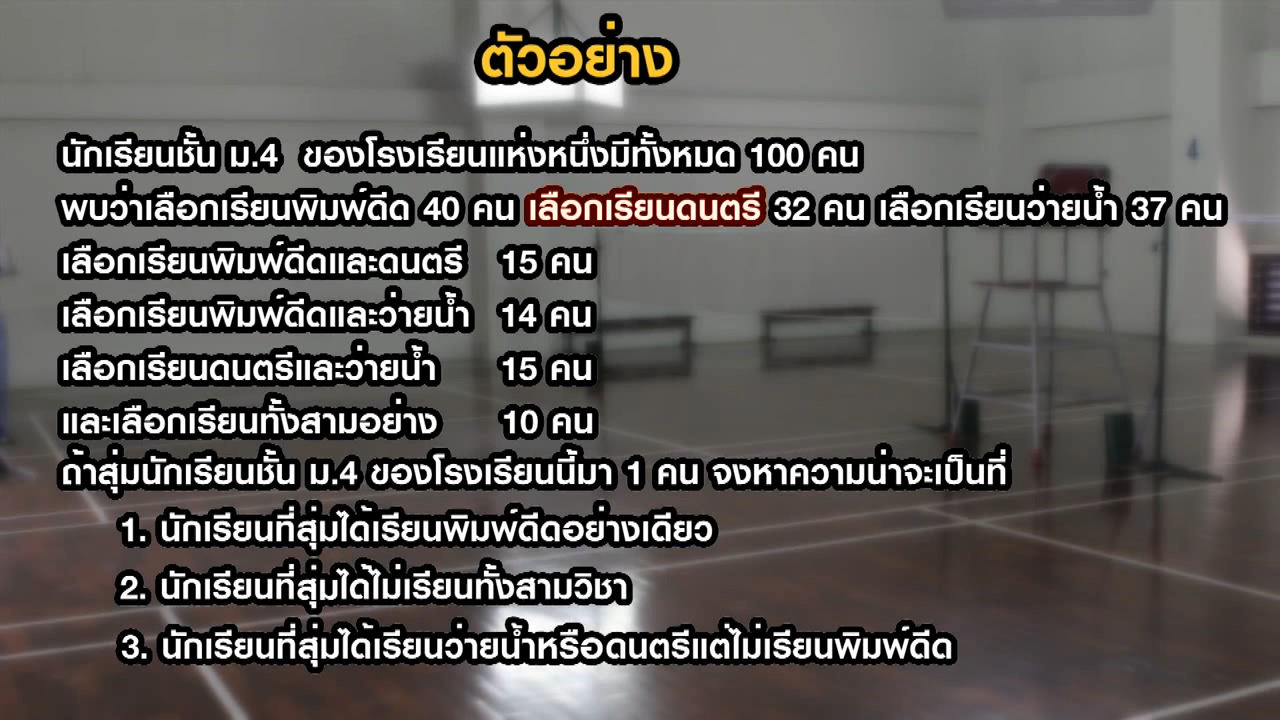 ตัวอย่าง
นักเรียนชั้น ม.4 ของโรงเรียนแห่งหนึ่งมีทั้งหมด 100 คน
พบว่าเลือกเรียนพิมพ์ดีด 40 คน เลือกเรียนดนตรี 32 คน เลือกเรียนว่ายน้ำ 37 คน
เลือกเรียนพิมพ์ดีดและดนตรี 15 คน
เลือกเรียนพิมพ์ดีดและว่ายน้ำ 14 คน
เลือกเรียนดนตรีและว่ายน้ำ 15 คน
และเลือกเรียนทั้งสามอย่าง 10 คน
ถ้าสุ่มนักเรียนชั้น ม.4 ของโรงเรียนนี้มา 1 คน จงหาความน่าจะเป็นที่
1. นักเรียนที่สุ่มได้เรียนพิมพ์ดีดอย่างเดียว
2. นักเรียนที่สุ่มได้ไม่เรียนทั้งสามวิชา
3. นักเรียนที่สุ่มได้เรียนว่ายน้ำหรือดนตรีแต่ไม่เรียนพิมพ์ดีด
4